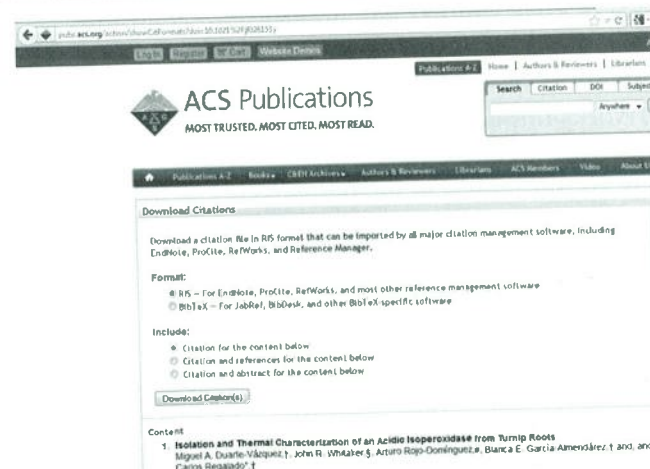 pubs.acs.org/action/showCitFormats?doi=10.1021%2Fjf026151y
Log In Register Cart Website Demos
Publications A-Z Home | Authors & Reviewers | Librarians
Search Citation DOI Subject
Anywhere
ACS Publications
MOST TRUSTED. MOST CITED. MOST READ.
Publications A-Z Books C&EN Archives Authors & Reviewers Librarians ACS Members Video About Us
Download Citations
Download a citation file in RIS format that can be imported by all major citation management software, including
EndNote, ProCite, RefWorks, and Reference Manager.
Format:
RIS — For EndNote, ProCite, RefWorks, and most other reference management software
BibTeX — For JabRef, BibDesk, and other BibTeX-specific software
Include:
Citation for the content below
Citation and references for the content below
Citation and abstract for the content below
Download Citation(s)
Content
1. Isolation and Thermal Characterization of an Acidic Isoperoxidase from Turnip Roots
Miguel A. Duarte-Vázquez,†, John R. Whitaker,§, Arturo Rojo-Domínguez,#, Blanca E. García-Almendárez,† and, and
Carlos Regalado*,†